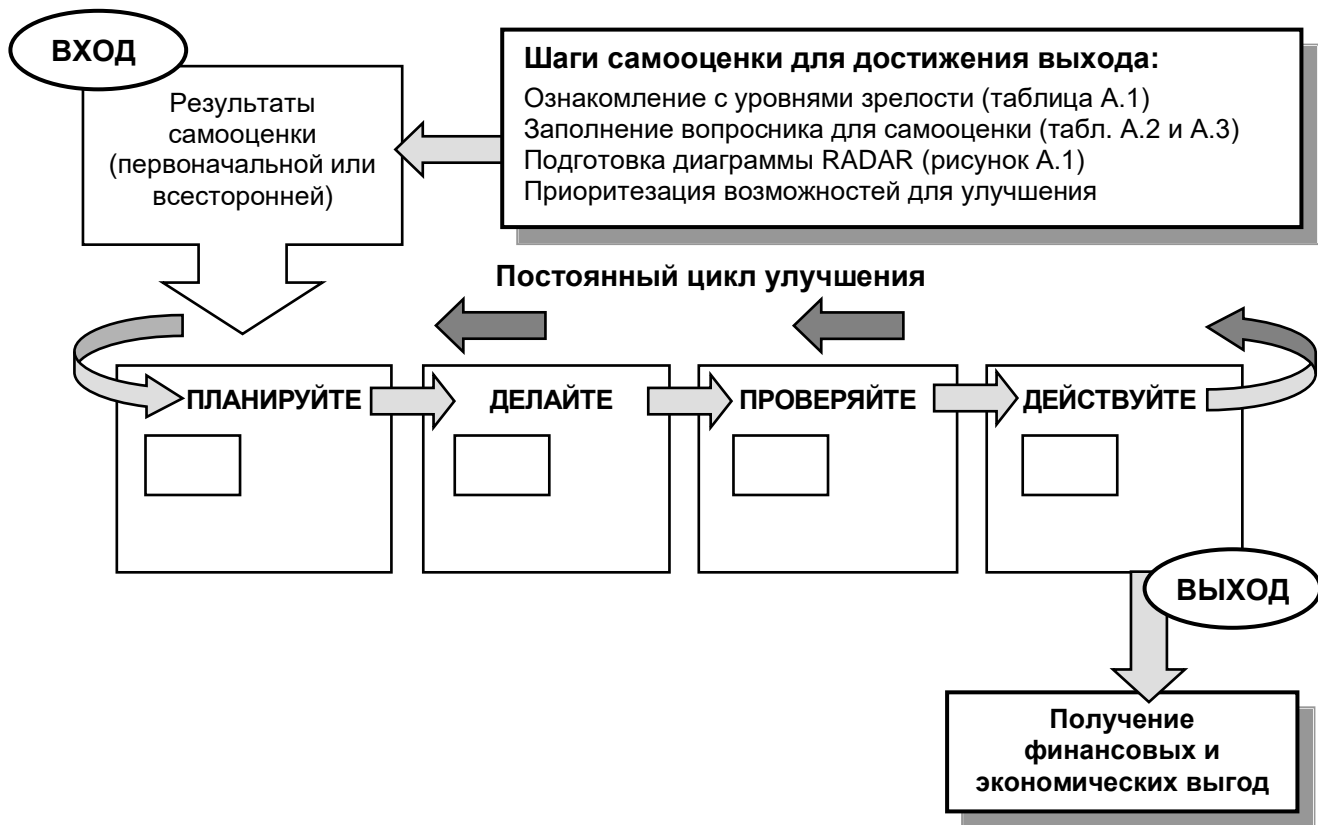 ВХОД
Результаты
самооценки
(первоначальной или
всесторонней)
Шаги самооценки для достижения выхода:
Ознакомление с уровнями зрелости (таблица А.1)
Заполнение вопросника для самооценки (табл. А.2 и А.3)
Подготовка диаграммы RADAR (рисунок А.1)
Приоритезация возможностей для улучшения
Постоянный цикл улучшения
ПЛАНИРУЙТЕ
ДЕЛАЙТЕ
ПРОВЕРЯЙТЕ
ДЕЙСТВУЙТЕ
ВЫХОД
Получение
финансовых и
экономических выгод